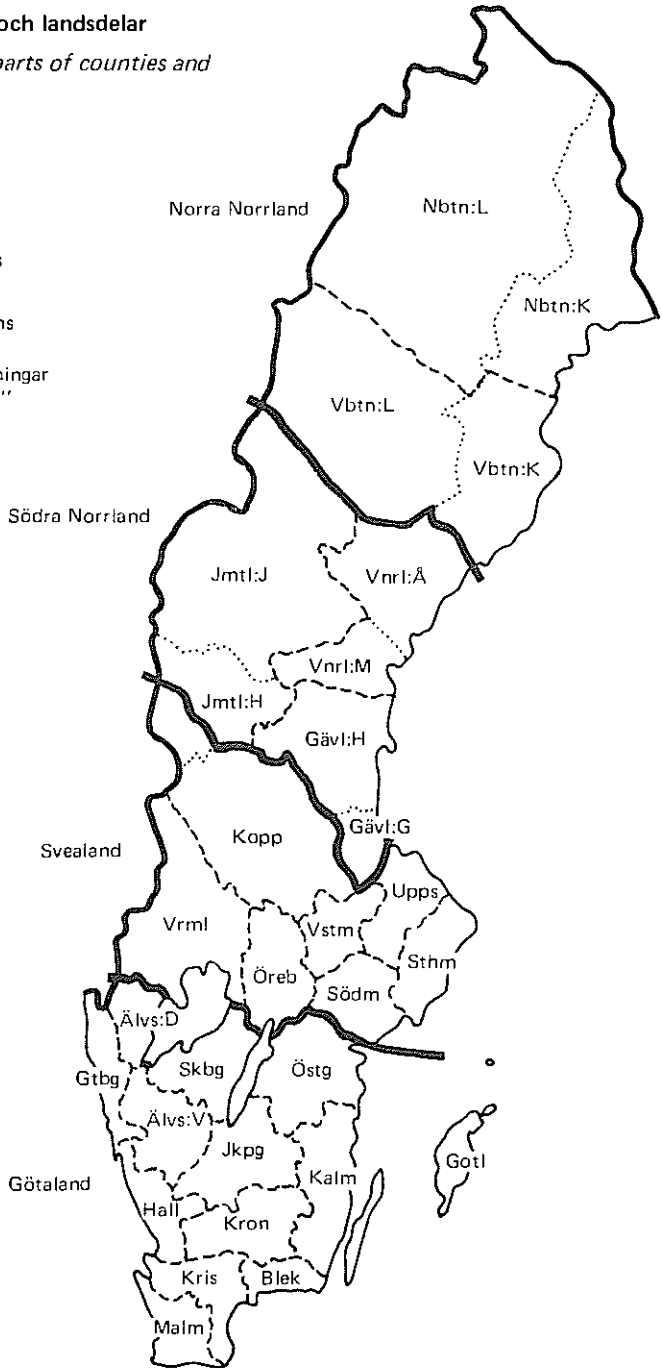 och landsdelar
parts of counties and
Norra Norrland
Nbtn:L
s
Nbtn:K
ns
ningar
"
Vbtn:L
Vbtn:K
Södra Norrland
Jmtl:J
Vnrl:Å
Vnrl:M
Jmtl:H
Gävl:H
Gävl:G
Kopp
Svealand
Upps
Vrml
Vstm
Sthm
Öreb
Södm
Älvs:D
Skbg
Östg
Gtbg
Älvs:V
Jkpg
Gotl
Kalm
Götaland
Hall
Kron
Kris
Blek
Malm